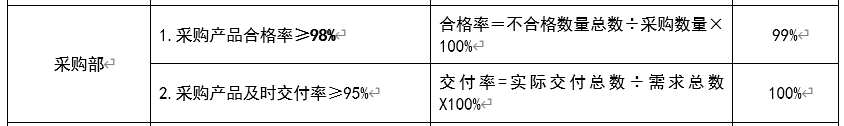 采购部
1.采购产品合格率≥98%
合格率＝不合格数量总数÷采购数量×
100%
99%
2.采购产品及时交付率≥95%
交付率=实际交付总数÷需求总数
X100%
100%